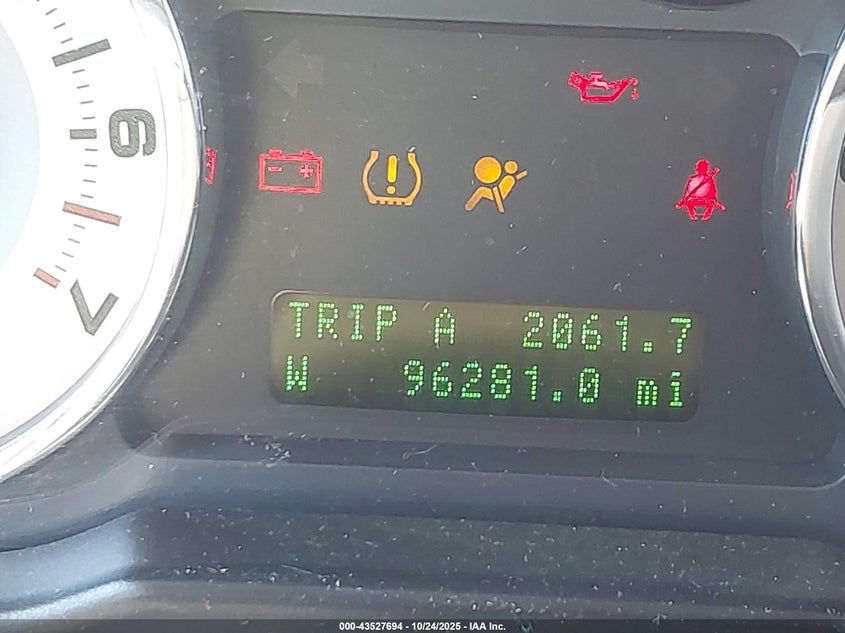 6
7
TRIP A 2061.7
W 96281.0 mi
000-43527694 - 10/24/2025 - IAA Inc.